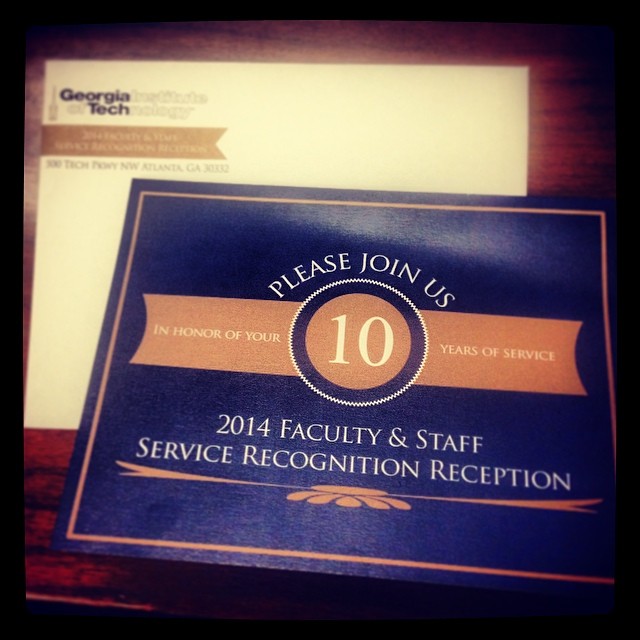 Georgia Institute
of Technology
2014 Faculty & Staff
Service Recognition Reception
500 Tech Pkwy NW Atlanta, GA 30332
PLEASE JOIN US
IN HONOR OF YOUR 10 YEARS OF SERVICE
2014 FACULTY & STAFF
SERVICE RECOGNITION RECEPTION